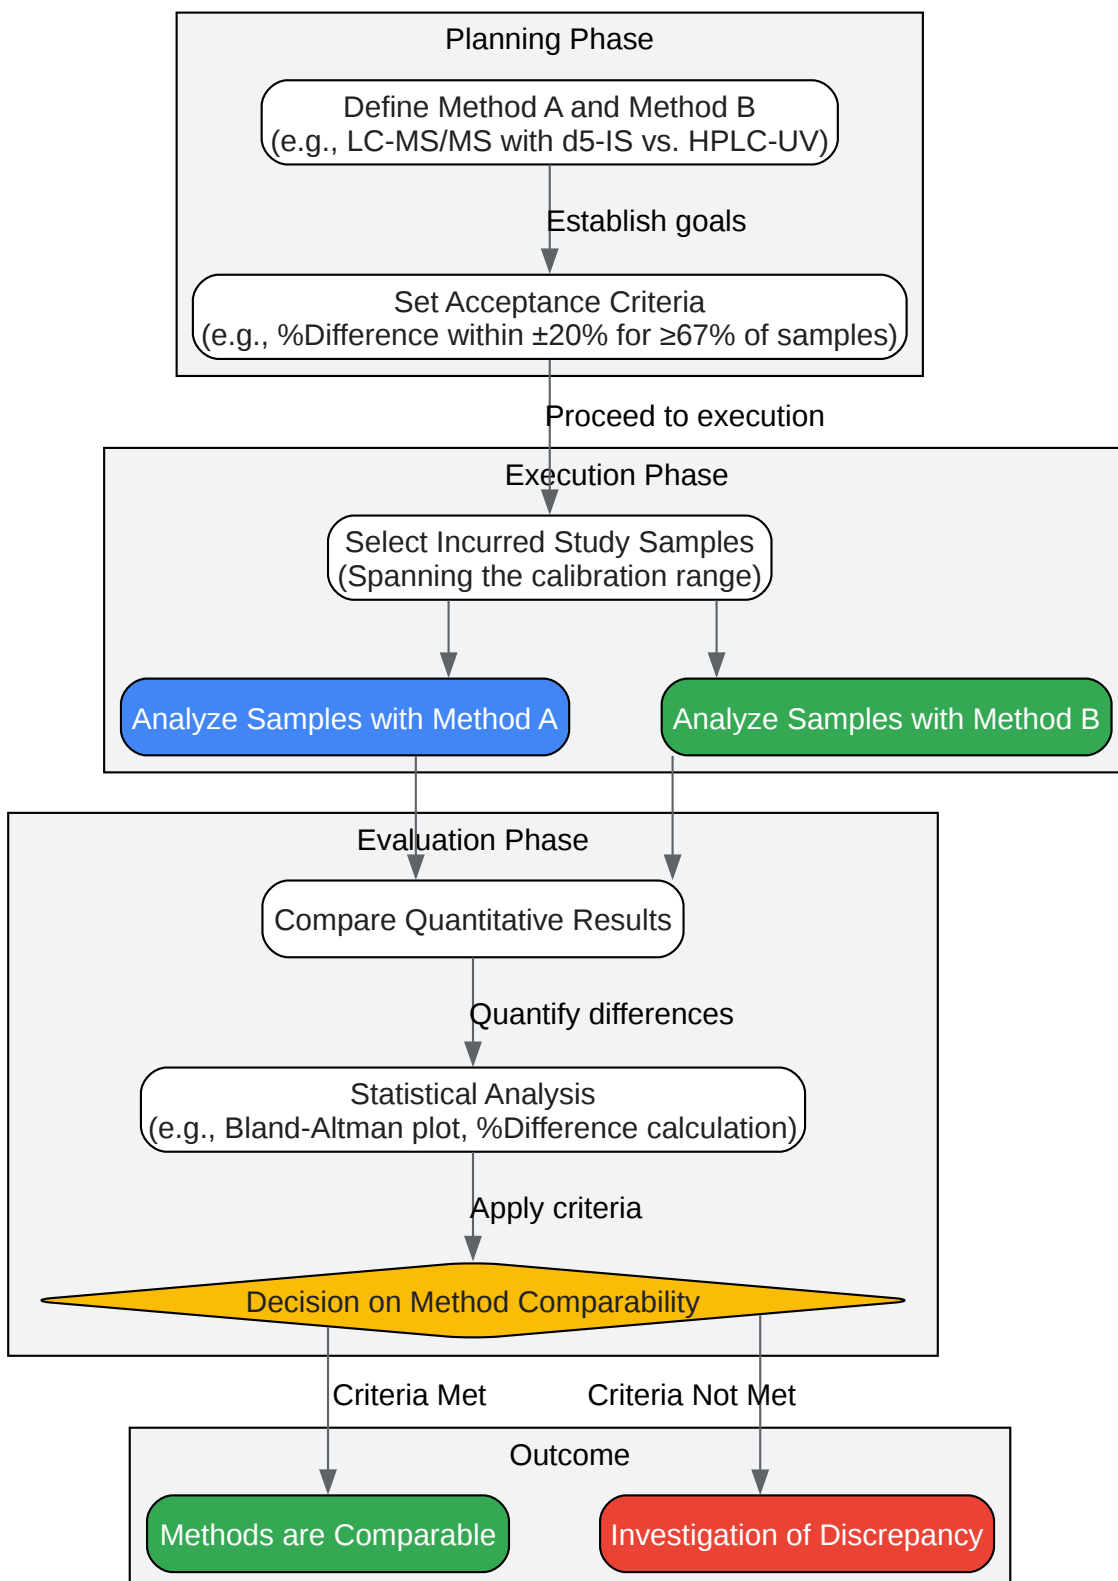 Planning Phase
Define Method A and Method B
(e.g., LC-MS/MS with d5-IS vs. HPLC-UV)
Establish goals
Set Acceptance Criteria
(e.g., %Difference within ±20% for ≥67% of samples)
Proceed to execution
Execution Phase
Select Incurred Study Samples
(Spanning the calibration range)
Analyze Samples with Method A
Analyze Samples with Method B
Evaluation Phase
Compare Quantitative Results
Quantify differences
Statistical Analysis
(e.g., Bland-Altman plot, %Difference calculation)
Apply criteria
Decision on Method Comparability
Criteria Met
Criteria Not Met
Outcome
Methods are Comparable
Investigation of Discrepancy